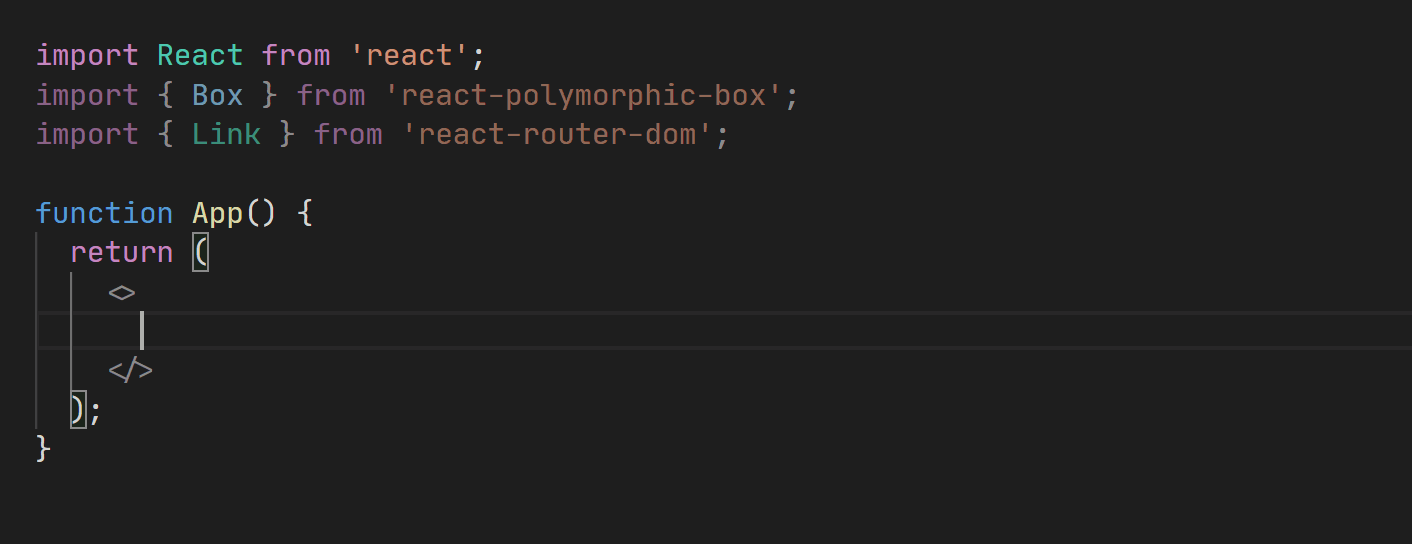 import React from 'react';
import { Box } from 'react-polymorphic-box';
import { Link } from 'react-router-dom';
function App() {
return (
<>
</>
);
}